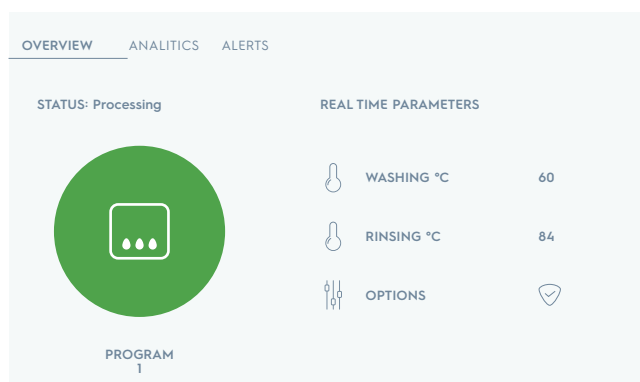 OVERVIEW ANALITICS ALERTS
STATUS: Processing
REAL TIME PARAMETERS
WASHING °C 60
RINSING °C 84
OPTIONS
PROGRAM
1